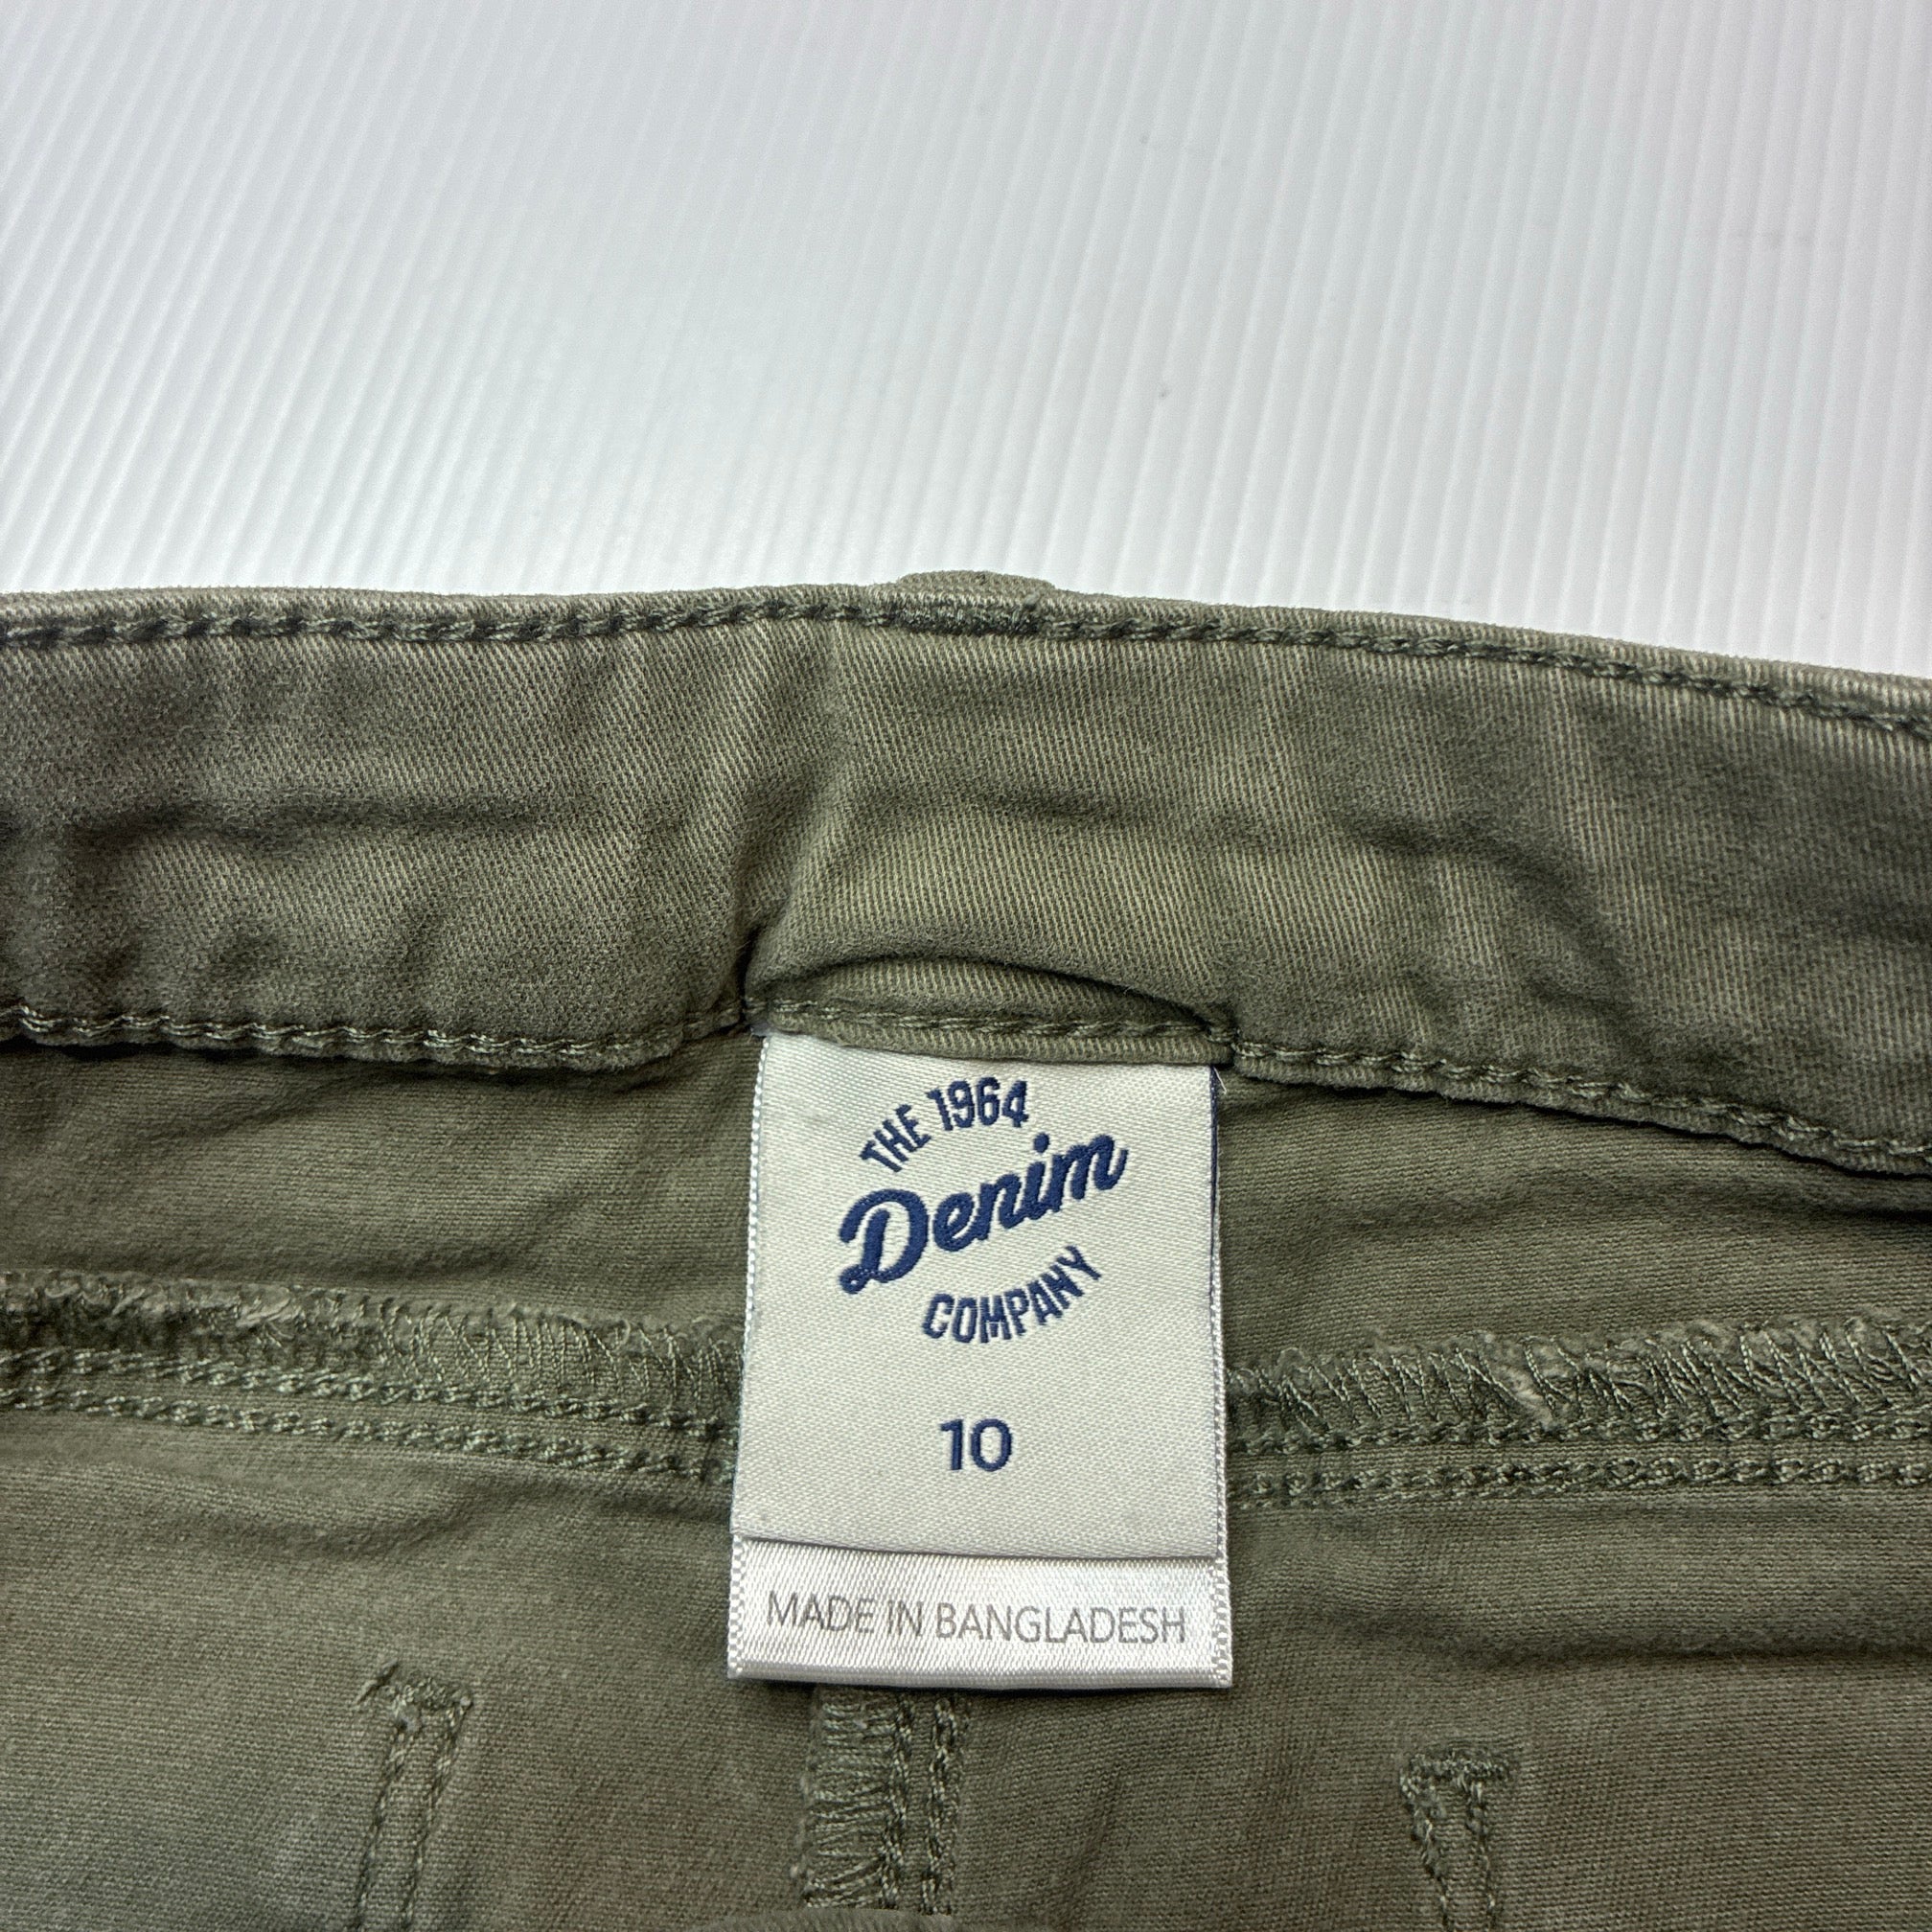 THE 1964
Denim
COMPANY
10
MADE IN BANGLADESH